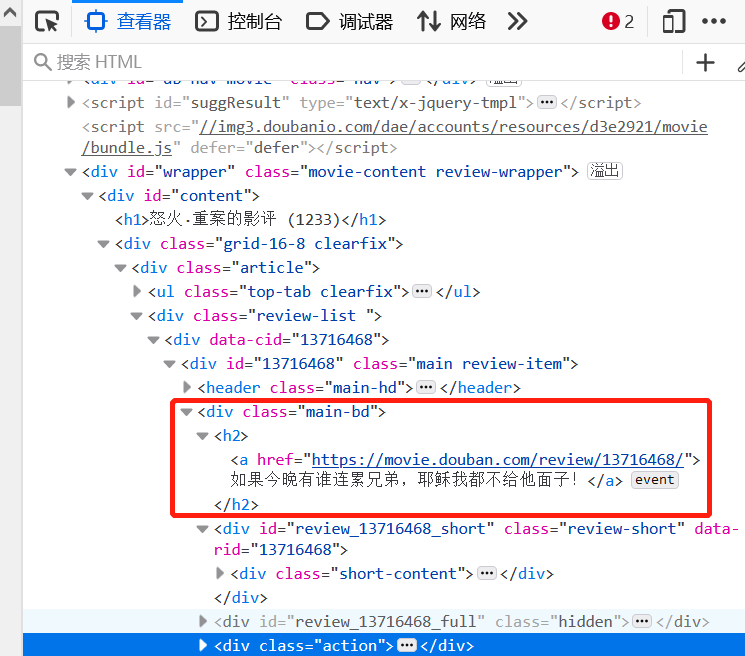 查看器 控制台 调试器 网络 2
搜索 HTML
<div id="db-nav-movie" class="nav"> </div> 溢出
<script id="suggResult" type="text/x-jquery-tmpl"> </script>
<script src="//img3.doubanio.com/dae/accounts/resources/d3e2921/movie
/bundle.js" defer="defer"></script>
<div id="wrapper" class="movie-content review-wrapper"> 溢出
<div id="content">
<h1>怒火·重案的影评 (1233)</h1>
<div class="grid-16-8 clearfix">
<div class="article">
<ul class="top-tab clearfix"> </ul>
<div class="review-list ">
<div data-cid="13716468">
<div id="13716468" class="main review-item">
<header class="main-hd"> </header>
<div class="main-bd">
<h2>
<a href="https://movie.douban.com/review/13716468/">
如果今晚有谁连累兄弟，耶稣我都不给他面子！</a> event
</h2>
<div id="review_13716468_short" class="review-short" data-
rid="13716468">
<div class="short-content"> </div>
</div>
<div id="review_13716468_full" class="hidden"> </div>
<div class="action"> </div>